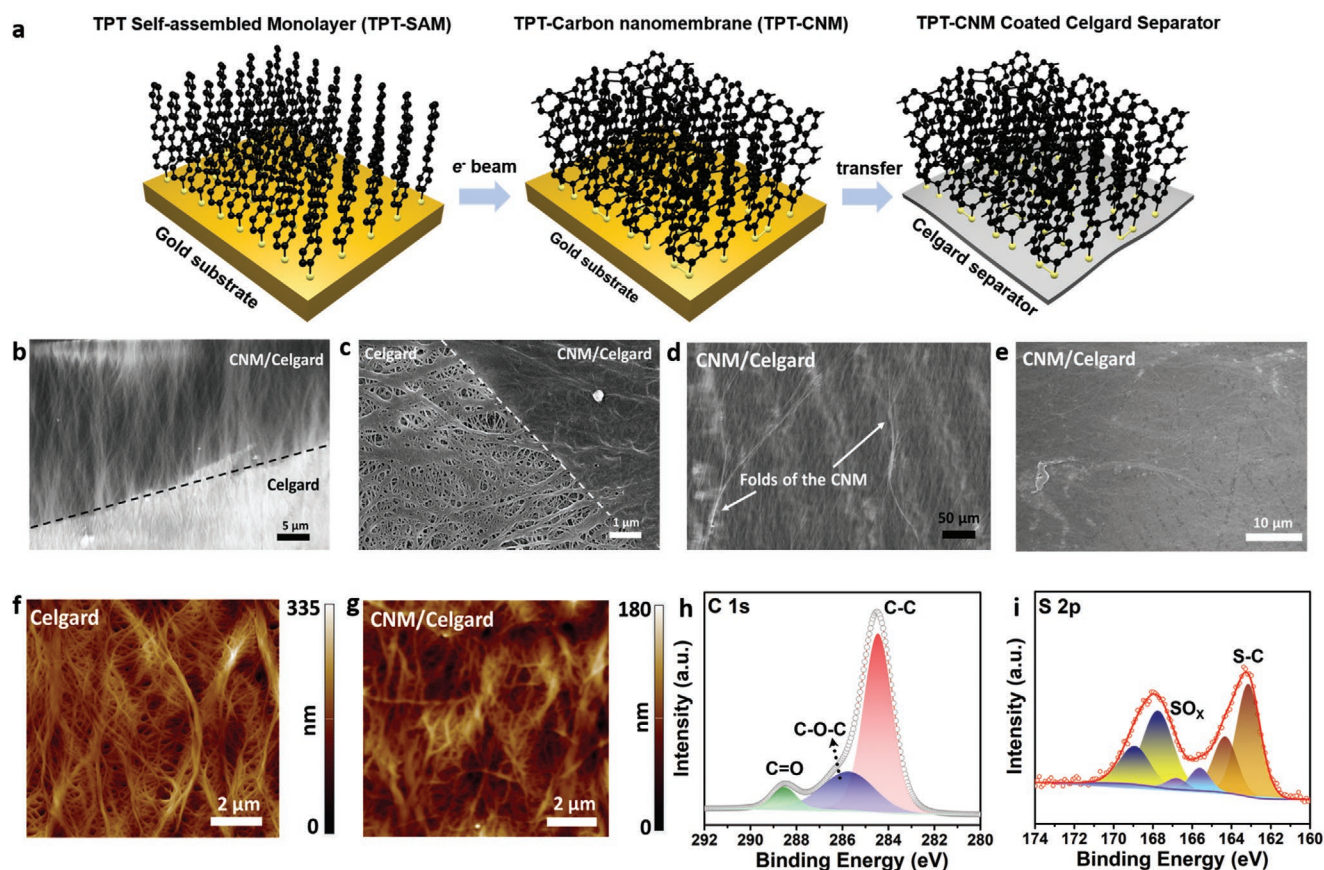 a
TPT Self-assembled Monolayer (TPT-SAM)
TPT-Carbon nanomembrane (TPT-CNM)
TPT-CNM Coated Celgard Separator
e⁻ beam
transfer
Gold substrate
Gold substrate
Celgard separator
b
CNM/Celgard
Celgard
5 μm
c
Celgard
CNM/Celgard
1 μm
d
CNM/Celgard
Folds of the CNM
50 μm
e
CNM/Celgard
10 μm
f
Celgard
2 μm
335
nm
0
g
CNM/Celgard
2 μm
180
nm
0
h
C 1s
C-C
C-O-C
C=O
Intensity (a.u.)
292 290 288 286 284 282 280
Binding Energy (eV)
i
S 2p
S-C
SOX
Intensity (a.u.)
174 172 170 168 166 164 162 160
Binding Energy (eV)